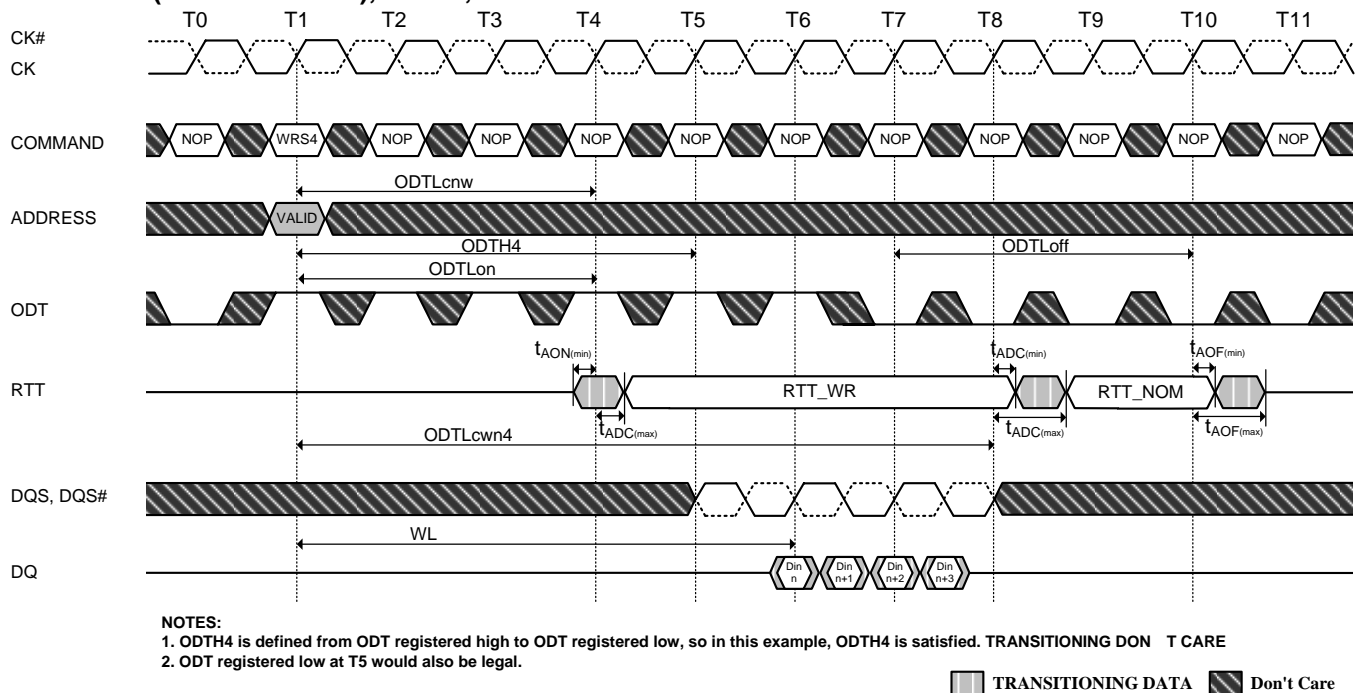 T0 T1 T2 T3 T4 T5 T6 T7 T8 T9 T10 T11
CK#
CK
COMMAND
NOP WRS4 NOP NOP NOP NOP NOP NOP NOP NOP NOP NOP
ODTLcnw
ADDRESS
VALID
ODTH4 ODTLoff
ODTLon
ODT
tAON(min) tADC(min) tAOF(min)
RTT
RTT_WR RTT_NOM
tADC(max) tADC(max) tAOF(max)
ODTLcwn4
DQS, DQS#
WL
DQ
Din n Din n+1 Din n+2 Din n+3
NOTES:
1. ODTH4 is defined from ODT registered high to ODT registered low, so in this example, ODTH4 is satisfied. TRANSITIONING DON T CARE
2. ODT registered low at T5 would also be legal.
TRANSITIONING DATA Don't Care